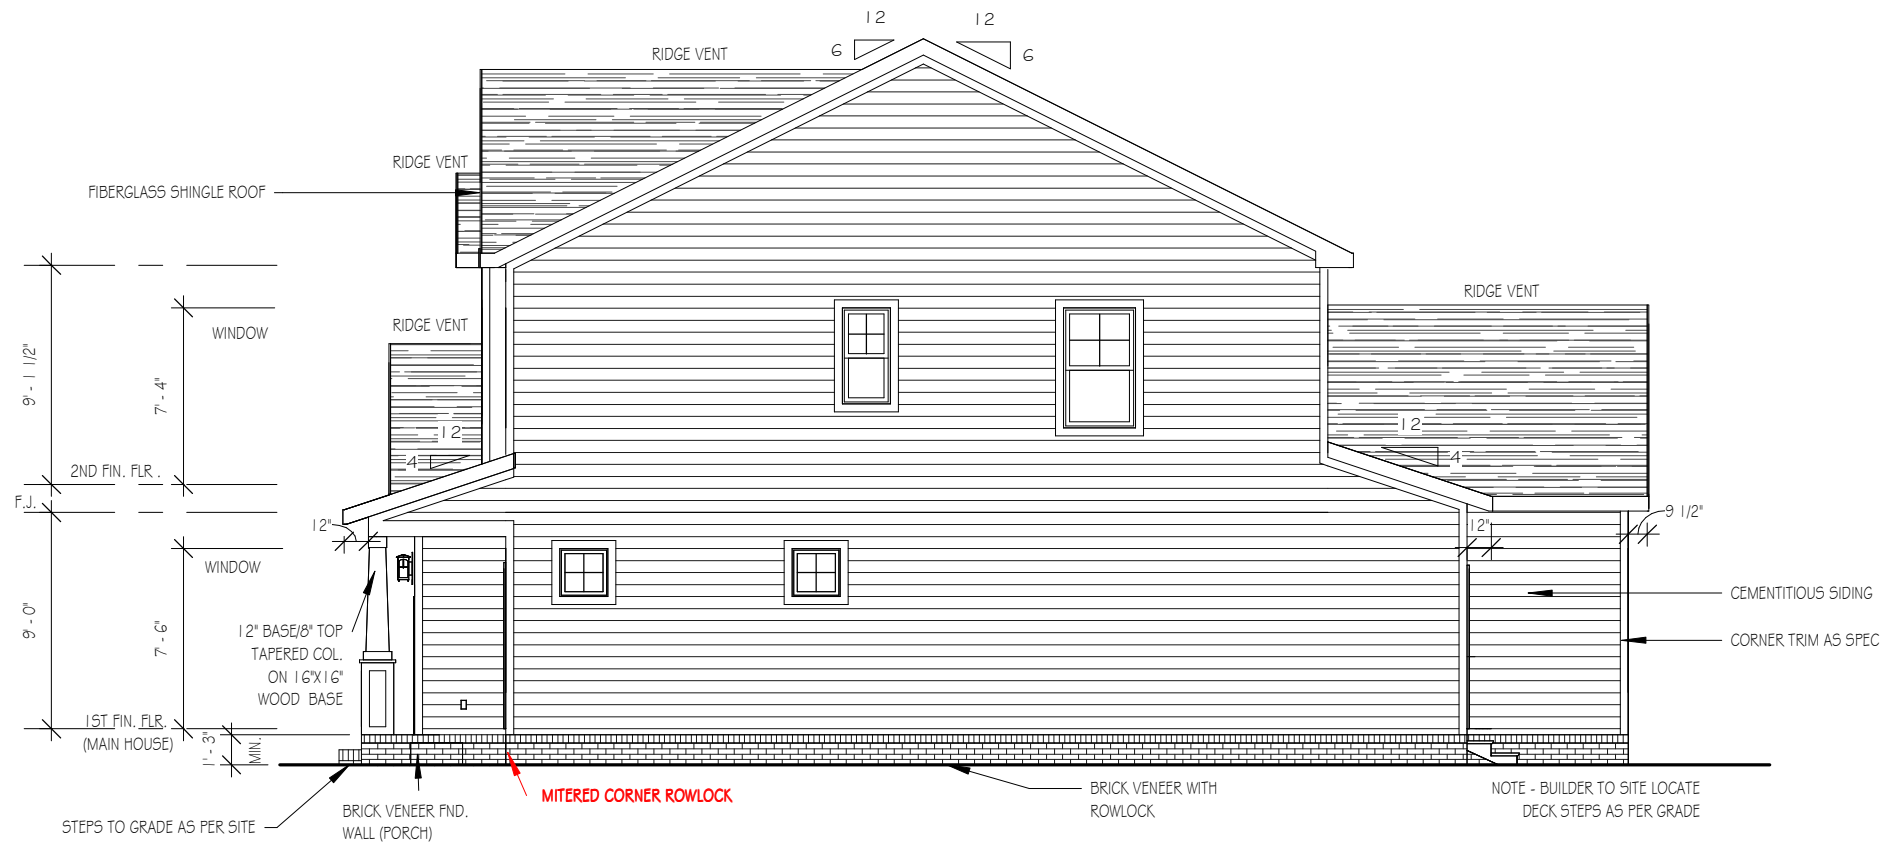 12
12
6
6
RIDGE VENT
RIDGE VENT
FIBERGLASS SHINGLE ROOF
RIDGE VENT
RIDGE VENT
WINDOW
9' - 1 1/2"
7' - 4"
12
4
12
4
2ND FIN. FLR.
F.J.
12"
12"
9 1/2"
WINDOW
CEMENTITIOUS SIDING
9' - 0"
7' - 6"
12" BASE/8" TOP
TAPERED COL.
ON 16"X16"
WOOD BASE
CORNER TRIM AS SPEC
1ST FIN. FLR.
(MAIN HOUSE)
1' - 3"
MIN.
MITERED CORNER ROWLOCK
BRICK VENEER WITH
ROWLOCK
NOTE - BUILDER TO SITE LOCATE
DECK STEPS AS PER GRADE
BRICK VENEER FND.
WALL (PORCH)
STEPS TO GRADE AS PER SITE